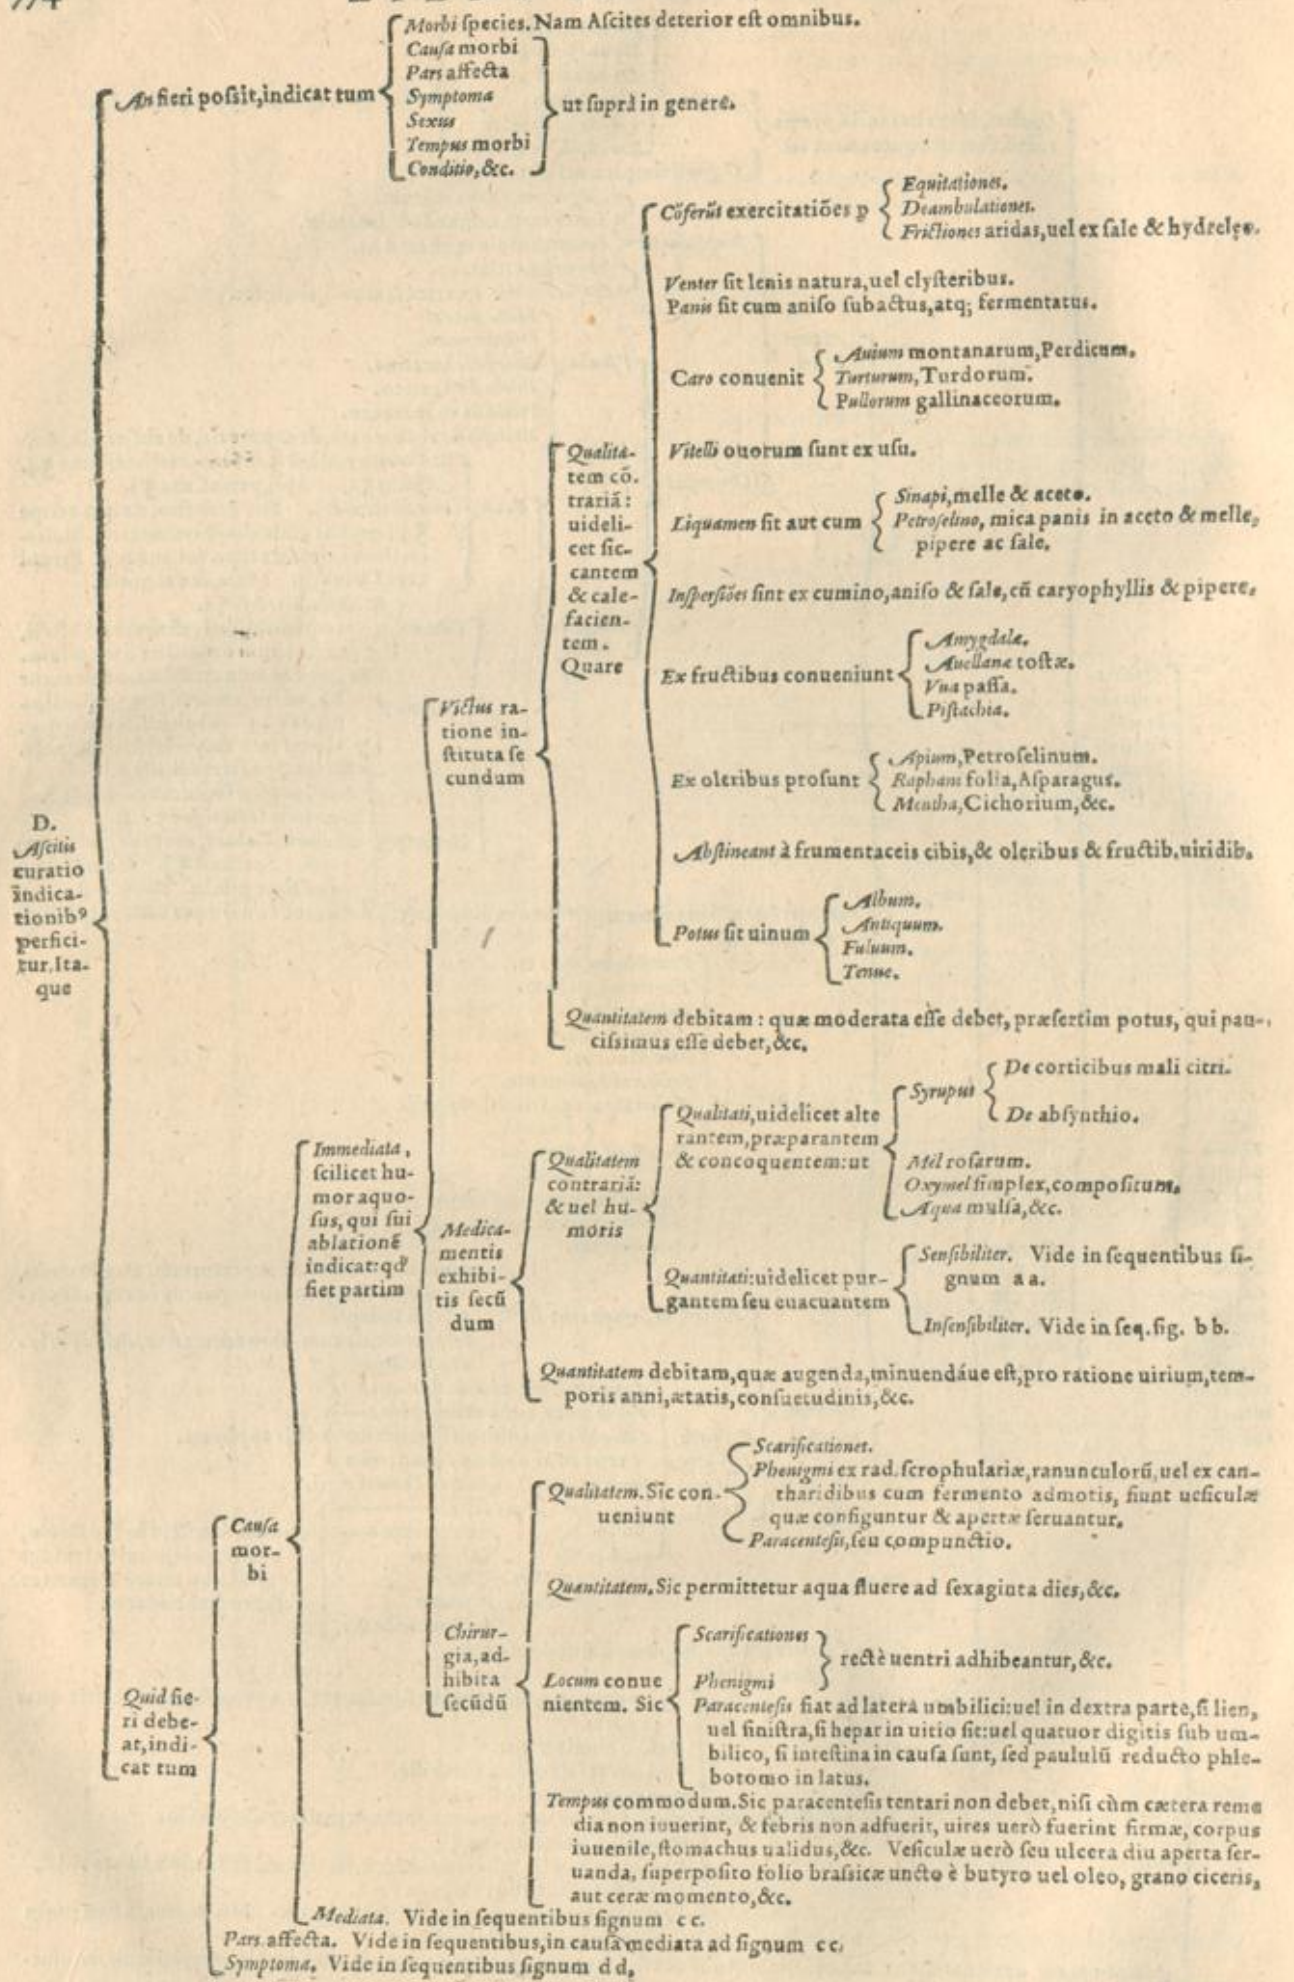 D.
Ascitis
curatio
īndica-
tionibꝰ
perfici-
tur. Ita-
que
An fieri possit, indicat tum
Morbi species. Nam Ascites deterior est omnibus.
Causa morbi
Pars affecta
Symptoma
Sexus
Tempus morbi
Conditio, &c.
ut suprà in genere.
Quid fie-
ri debe-
at, indi-
cat tum
Causa
mor-
bi
Immediata,
scilicet hu-
mor aquo-
sus, qui sui
ablationē
indicat: qd'
fiet partim
Victus ra-
tione in-
stituta se
cundum
Qualita-
tem cō.
trariā:
uideli-
cet sic-
cantem
& cale-
facien-
tem.
Quare
Cōferūt exercitatiōes p
Equitationes.
Deambulationes.
Frictiones aridas, uel ex sale & hydrelęo.
Venter sit lenis natura, uel clysteribus.
Panis sit cum aniso subactus, atq; fermentatus.
Caro conuenit
Auium montanarum, Perdicum.
Turturum, Turdorum.
Pullorum gallinaceorum.
Vitelli ouorum sunt ex usu.
Liquamen fit aut cum
Sinapi, melle & aceto.
Petroselino, mica panis in aceto & melle,
pipere ac sale.
Inspersiōes sint ex cumino, aniso & sale, cū caryophyllis & pipere.
Ex fructibus conueniunt
Amygdalę.
Auellanę tostæ.
Vua passa.
Pistachia.
Ex oleribus prosunt
Apium, Petroselinum.
Raphani folia, Asparagus.
Mentha, Cichorium, &c.
Abstineant à frumentaceis cibis, & oleribus & fructib. uiridib.
Potus sit uinum
Album.
Antiquum.
Fuluum.
Tenue.
Quantitatem debitam: quæ moderata esse debet, præsertim potus, qui pau-
cissimus esse debet, &c.
Medica-
mentis
exhibi-
tis secū
dum
Qualitatem
contrariā:
& uel hu-
moris
Qualitati, uidelicet alte
rantem, præparantem
& concoquentem: ut
Syrupus
De corticibus mali citri.
De absynthio.
Mel rosarum.
Oxymel simplex, compositum.
Aqua mulsa, &c.
Quantitati: uidelicet pur-
gantem seu euacuantem
Sensibiliter. Vide in sequentibus si-
gnum aa.
Insensibiliter. Vide in seq. sig. bb.
Quantitatem debitam, quæ augenda, minuendáue est, pro ratione uirium, tem-
poris anni, ætatis, consuetudinis, &c.
Chirur-
gia, ad-
hibita
secūdū
Qualitatem. Sic con-
ueniunt
Scarificationes.
Phenigmi ex rad. scrophulariæ, ranunculorū, uel ex can-
tharidibus cum fermento admotis, fiunt uesiculæ
quæ configuntur & apertæ seruantur.
Paracentesis, seu compunctio.
Quantitatem. Sic permittetur aqua fluere ad sexaginta dies, &c.
Locum conue
nientem. Sic
Scarificationes
Phenigmi
rectè uentri adhibeantur, &c.
Paracentesis fiat ad latera umbilici: uel in dextra parte, si lien,
uel sinistra, si hepar in uitio sit: uel quatuor digitis sub um-
bilico, si intestina in causa sunt, sed paululū reducto phle-
botomo in latus.
Tempus commodum. Sic paracentesis tentari non debet, nisi cùm cætera reme
dia non iuuerint, & febris non adfuerit, uires uerò fuerint firmæ, corpus
iuuenile, stomachus ualidus, &c. Vesiculæ uerò seu ulcera diu aperta ser-
uanda, superposito folio brassicæ uncto è butyro uel oleo, grano ciceris,
aut ceræ momento, &c.
Mediata. Vide in sequentibus signum cc.
Pars affecta. Vide in sequentibus, in causa mediata ad signum cc.
Symptoma. Vide in sequentibus signum dd.